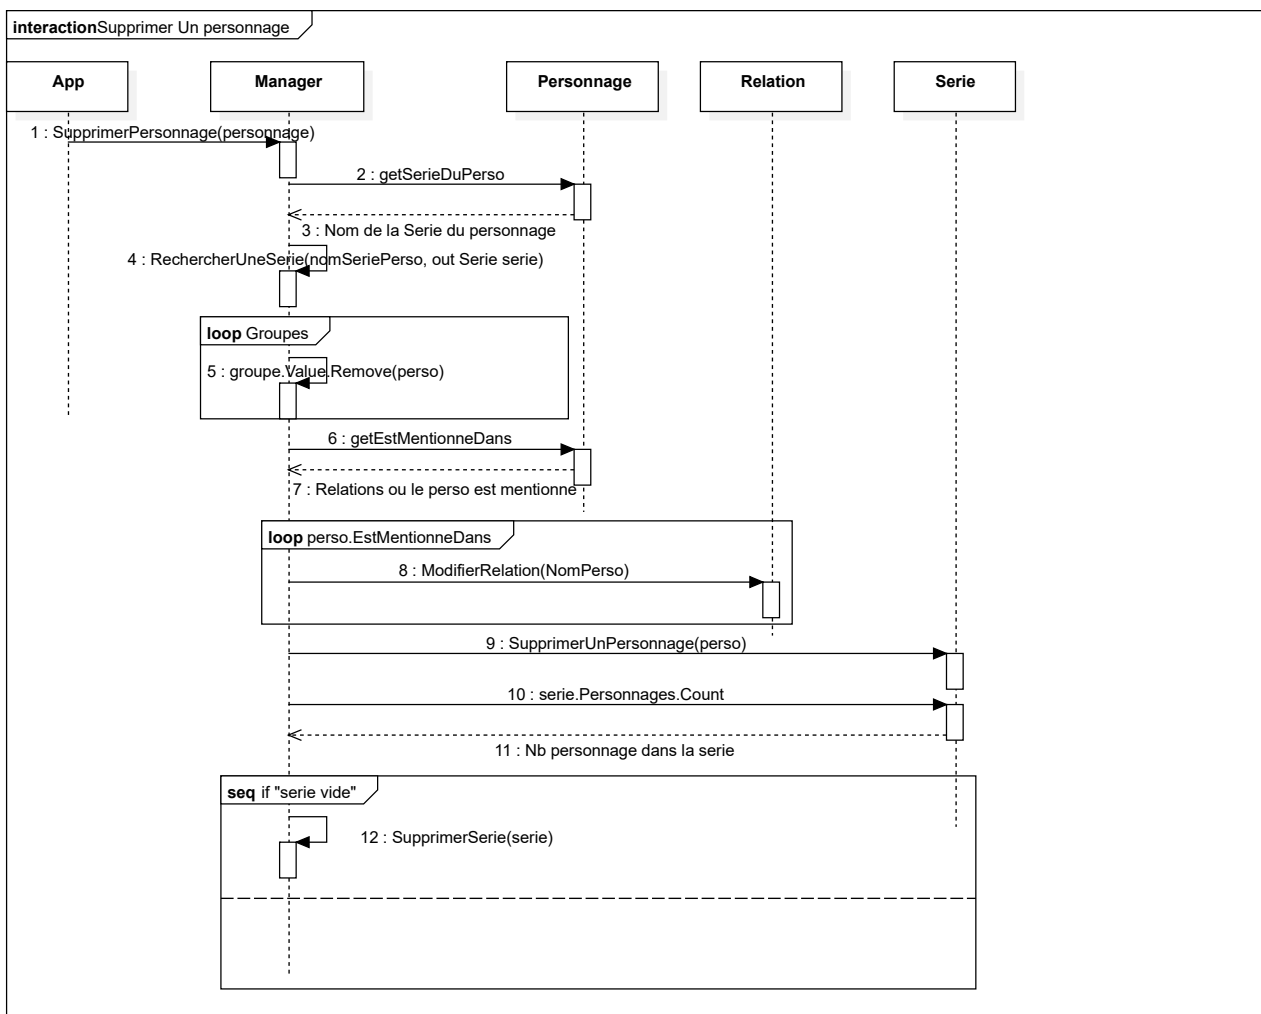 interactionSupprimer Un personnage
App
Manager
Personnage
Relation
Serie
1 : SupprimerPersonnage(personnage)
2 : getSerieDuPerso
3 : Nom de la Serie du personnage
4 : RechercherUneSerie(nomSeriePerso, out Serie serie)
loop Groupes
5 : groupe.Value.Remove(perso)
6 : getEstMentionneDans
7 : Relations ou le perso est mentionne
loop perso.EstMentionneDans
8 : ModifierRelation(NomPerso)
9 : SupprimerUnPersonnage(perso)
10 : serie.Personnages.Count
11 : Nb personnage dans la serie
seq if "serie vide"
12 : SupprimerSerie(serie)